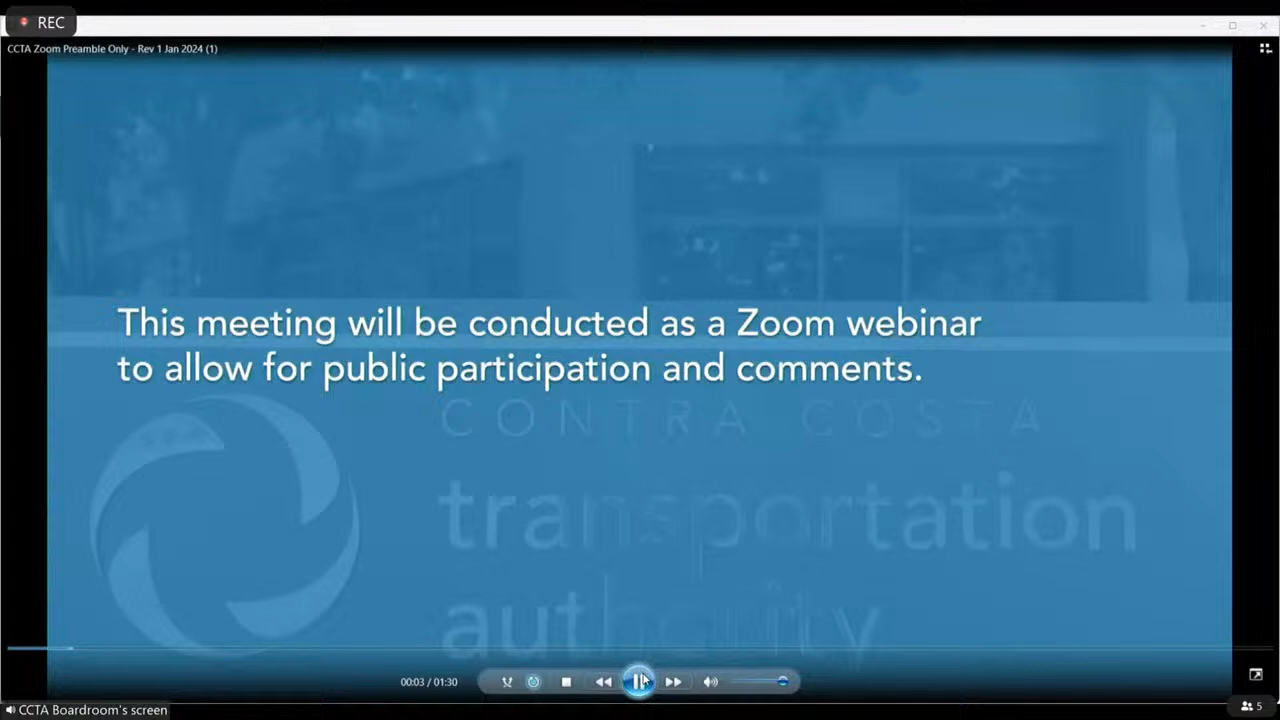 REC
CCTA Zoom Preamble Only - Rev 1 Jan 2024 (1)
This meeting will be conducted as a Zoom webinar
to allow for public participation and comments.
CONTRA COSTA
transportation
authority
00:03 / 01:30
CCTA Boardroom's screen
5